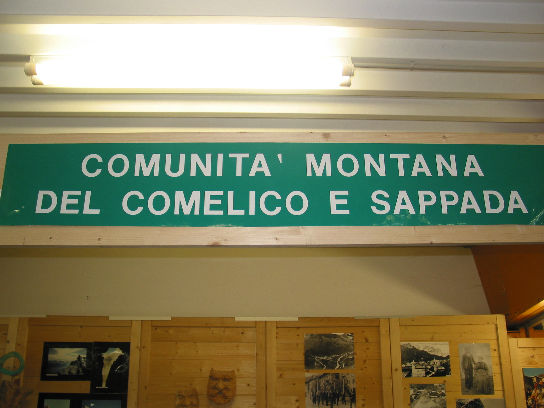 COMUNITA' MONTANA
DEL COMELICO E SAPPADA